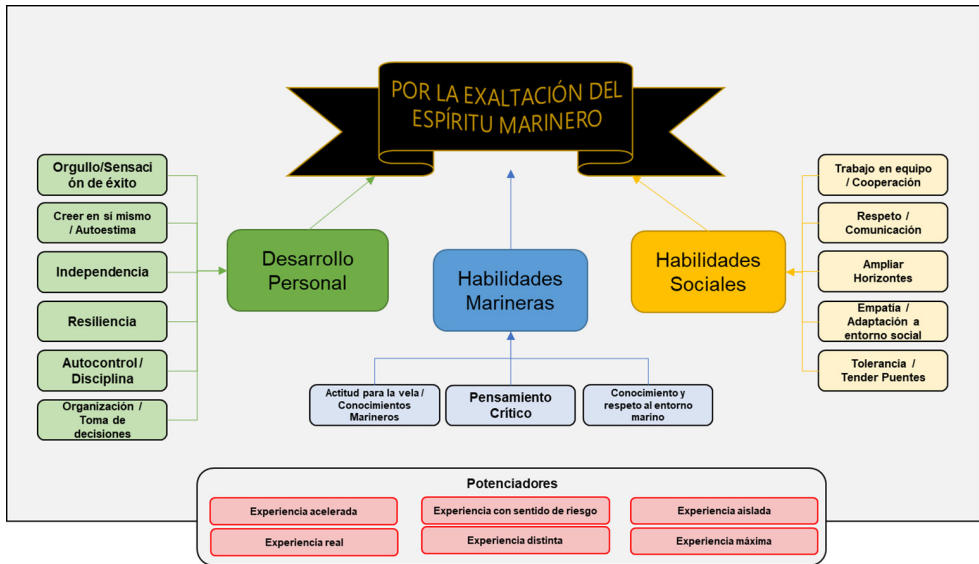 POR LA EXALTACIÓN DEL
ESPÍRITU MARINERO
Orgullo/Sensaci
ón de éxito
Creer en sí mismo
/ Autoestima
Independencia
Resiliencia
Autocontrol /
Disciplina
Organización /
Toma de
decisiones
Desarrollo
Personal
Habilidades
Marineras
Habilidades
Sociales
Trabajo en equipo
/ Cooperación
Respeto /
Comunicación
Ampliar
Horizontes
Empatía /
Adaptación a
entorno social
Tolerancia /
Tender Puentes
Actitud para la vela /
Conocimientos
Marineros
Pensamiento
Crítico
Conocimiento y
respeto al entorno
marino
Potenciadores
Experiencia acelerada
Experiencia con sentido de riesgo
Experiencia aislada
Experiencia real
Experiencia distinta
Experiencia máxima